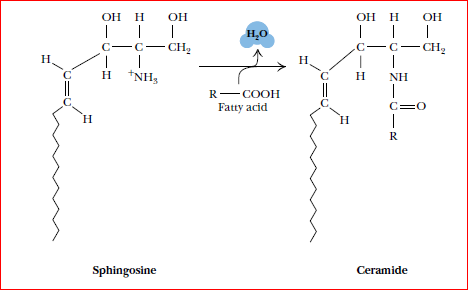 OH H OH
C—C—CH₂
H
C
H ⁺NH₃
C
H
Sphingosine
H₂O
R—COOH
Fatty acid
OH H OH
C—C—CH₂
H
C
H NH
C
H
C=O
R
Ceramide